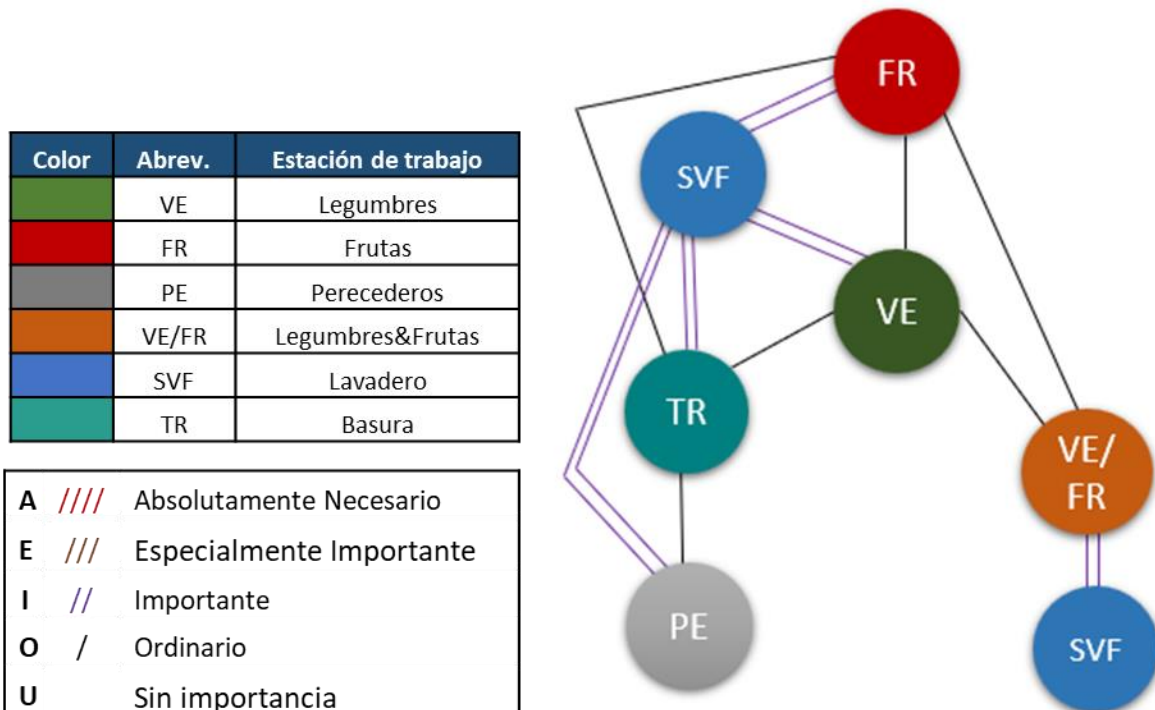 Color Abrev. Estación de trabajo
VE Legumbres
FR Frutas
PE Perecederos
VE/FR Legumbres&Frutas
SVF Lavadero
TR Basura
A //// Absolutamente Necesario
E /// Especialmente Importante
I // Importante
O / Ordinario
U Sin importancia
FR
SVF
VE
TR
VE/
FR
PE
SVF